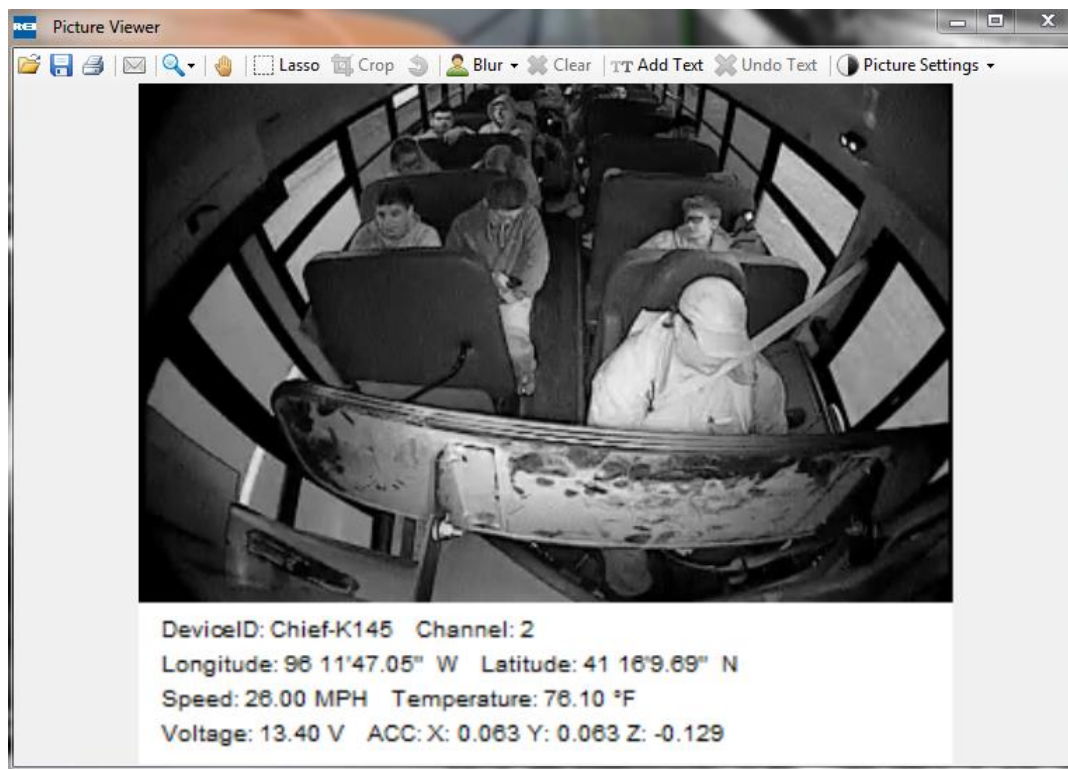 REI Picture Viewer
Lasso Crop Blur Clear TT Add Text Undo Text Picture Settings
DeviceID: Chief-K145 Channel: 2
Longitude: 96 11'47.05" W Latitude: 41 16'9.69" N
Speed: 26.00 MPH Temperature: 76.10 °F
Voltage: 13.40 V ACC: X: 0.063 Y: 0.063 Z: -0.129